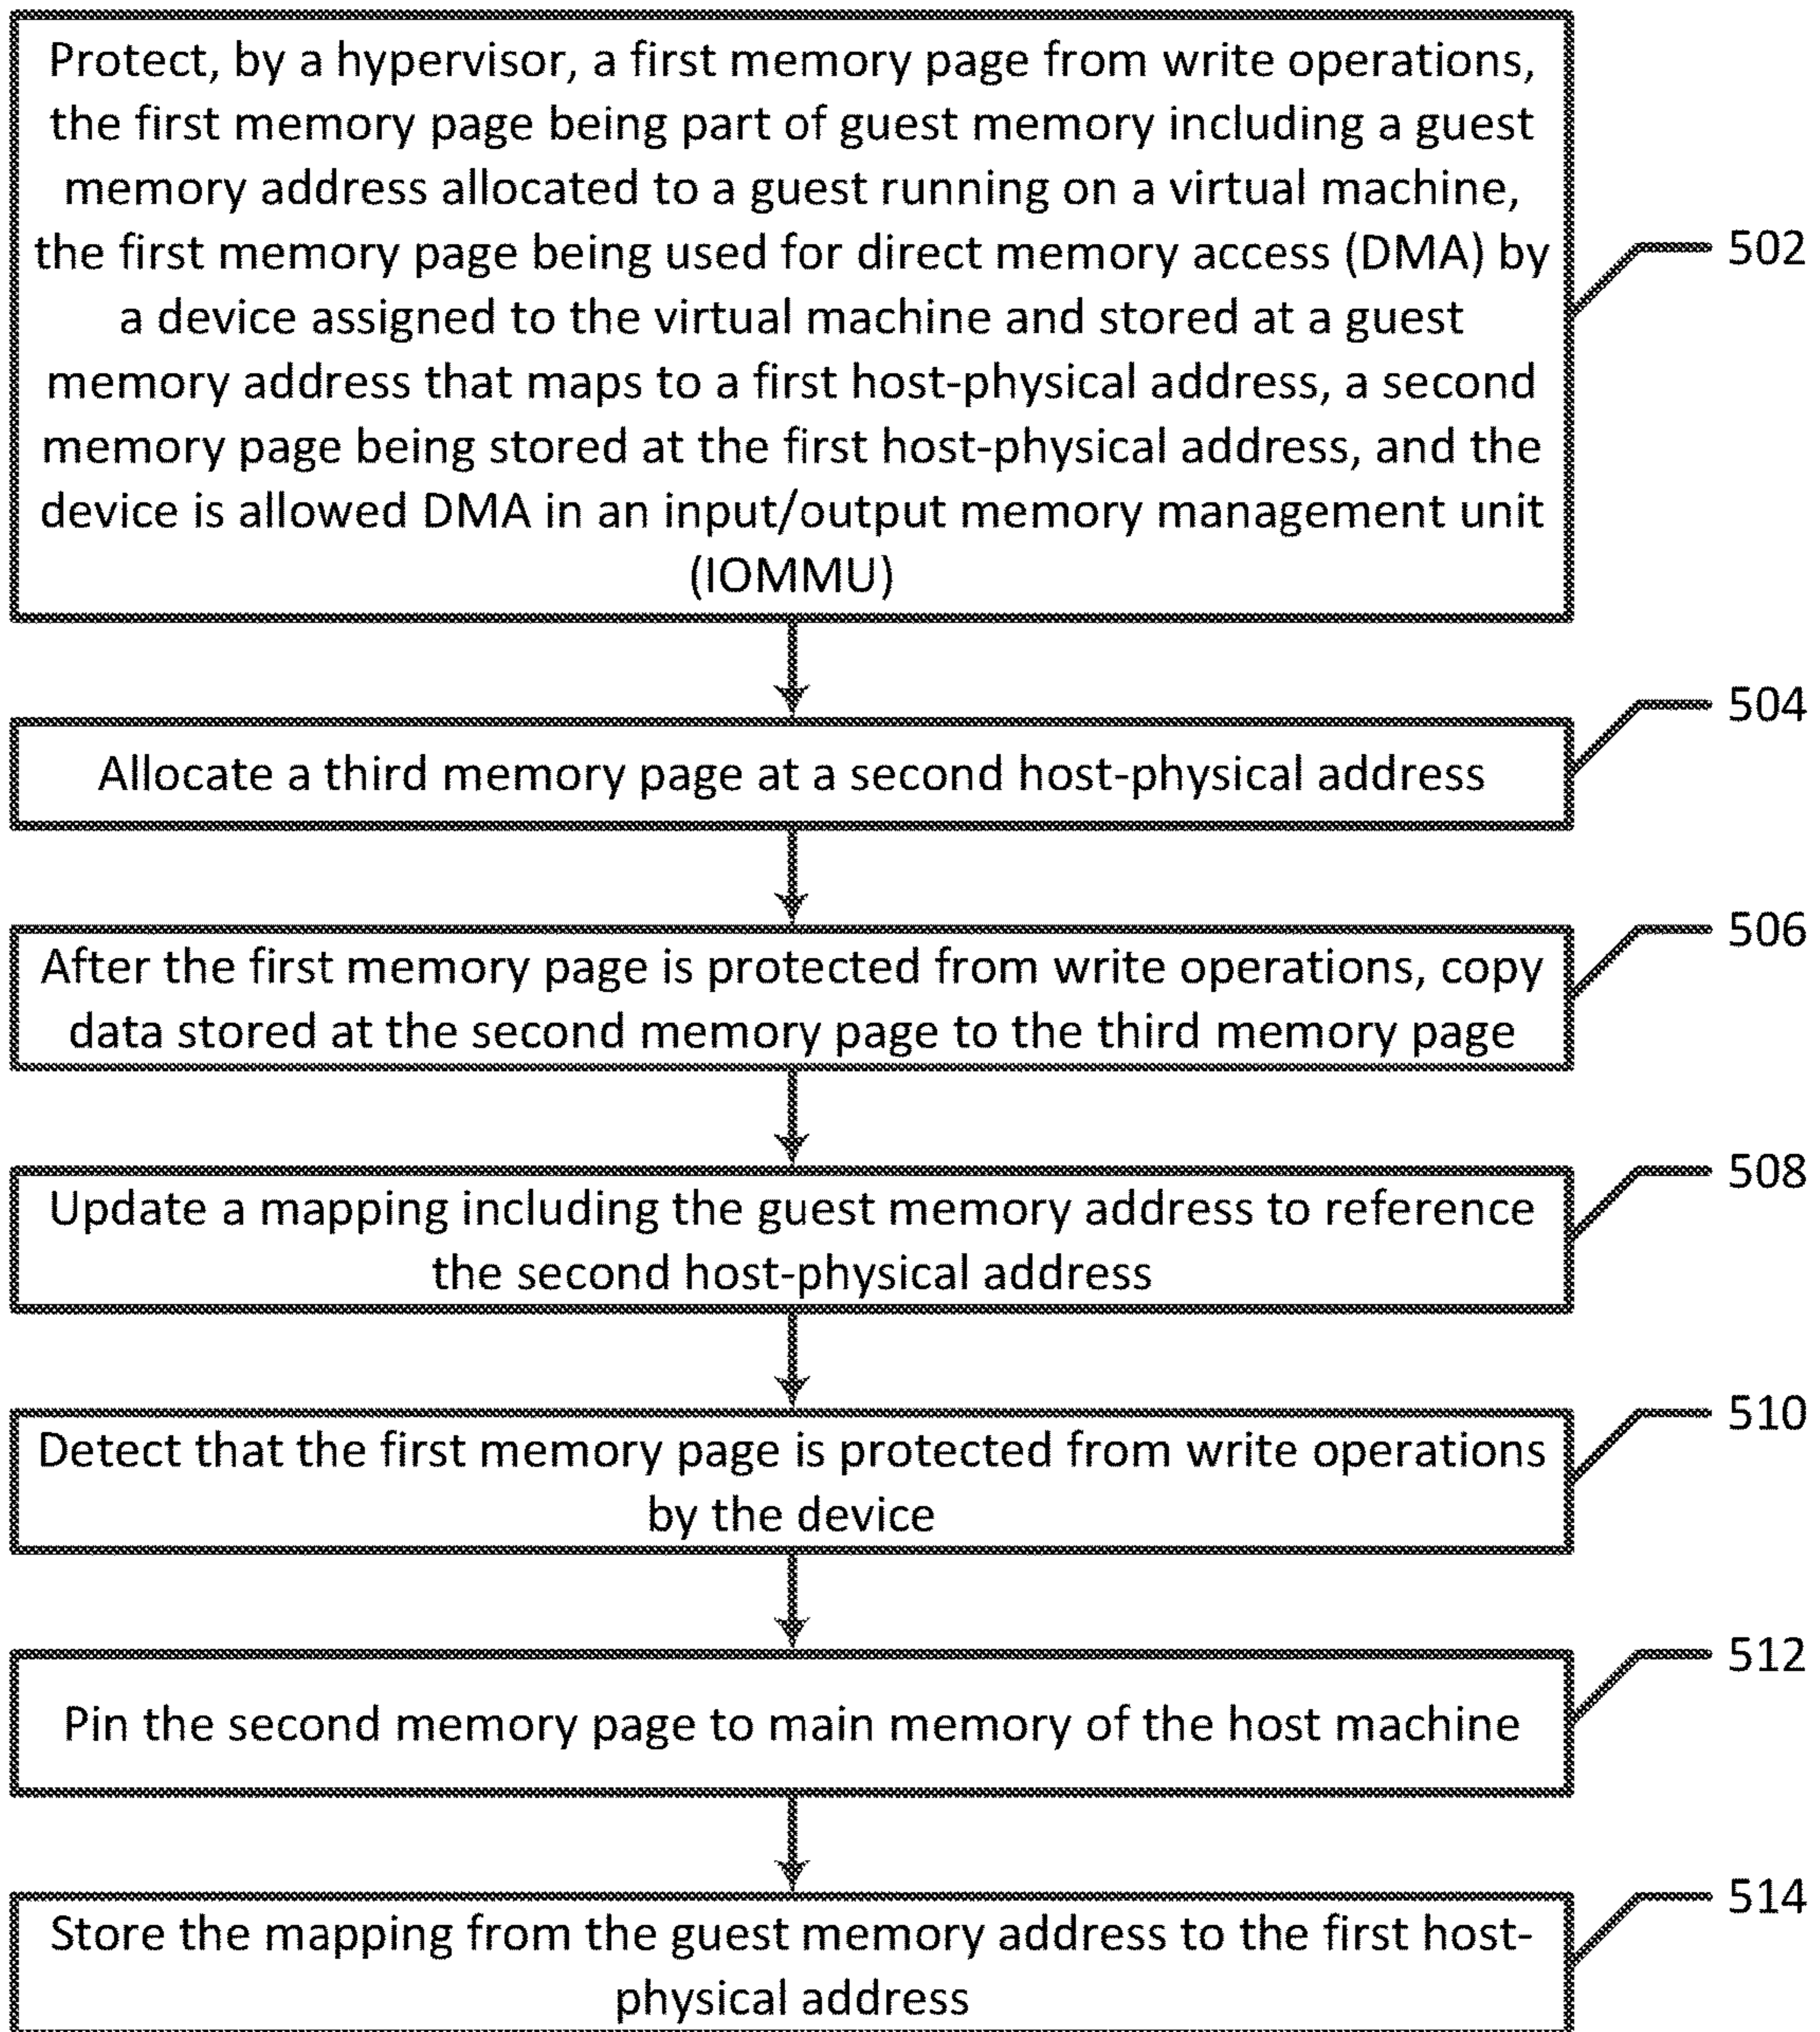 Protect, by a hypervisor, a first memory page from write operations,
the first memory page being part of guest memory including a guest
memory address allocated to a guest running on a virtual machine,
the first memory page being used for direct memory access (DMA) by
a device assigned to the virtual machine and stored at a guest
memory address that maps to a first host-physical address, a second
memory page being stored at the first host-physical address, and the
device is allowed DMA in an input/output memory management unit
(IOMMU)
502
504
Allocate a third memory page at a second host-physical address
506
After the first memory page is protected from write operations, copy
data stored at the second memory page to the third memory page
508
Update a mapping including the guest memory address to reference
the second host-physical address
510
Detect that the first memory page is protected from write operations
by the device
512
Pin the second memory page to main memory of the host machine
514
Store the mapping from the guest memory address to the first host-
physical address